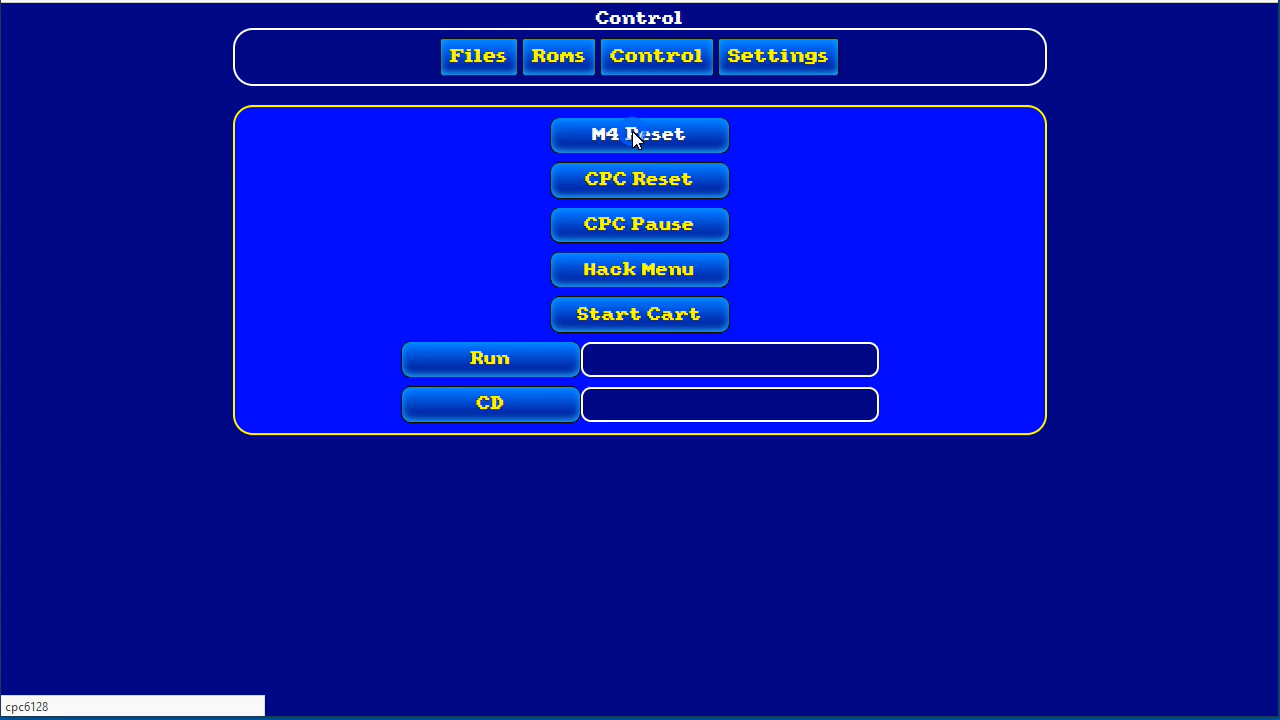 Control
Files Roms Control Settings
M4 Reset
CPC Reset
CPC Pause
Hack Menu
Start Cart
Run
CD
cpc6128